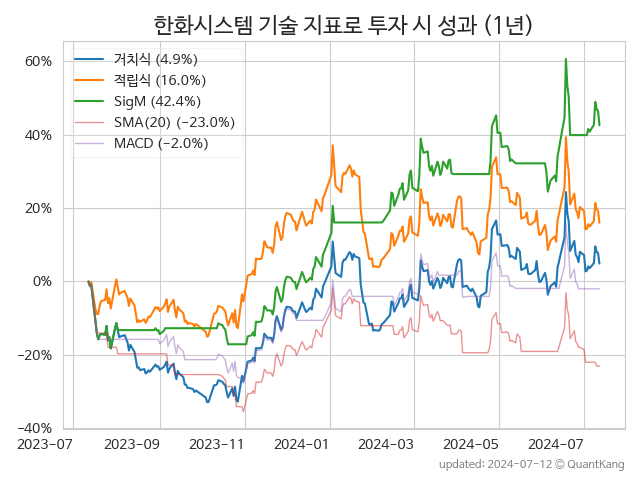 한화시스템 기술 지표로 투자 시 성과 (1년)
거치식 (4.9%)
적립식 (16.0%)
SigM (42.4%)
SMA(20) (−23.0%)
MACD (−2.0%)
60%
40%
20%
0%
−20%
−40%
2023-07 2023-09 2023-11 2024-01 2024-03 2024-05 2024-07
updated: 2024-07-12 © QuantKang